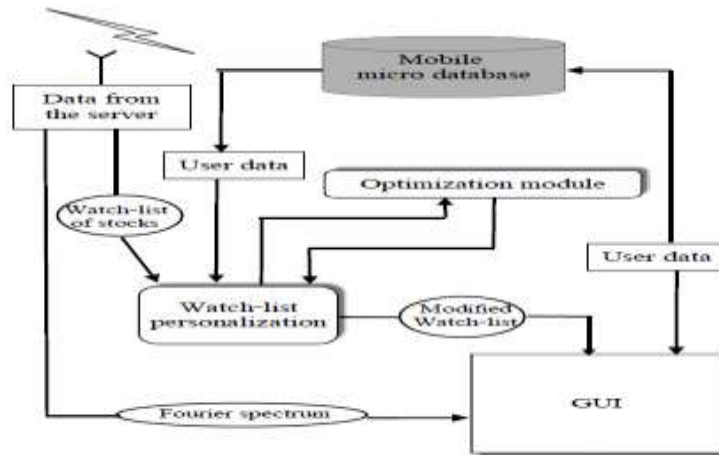 Mobile
micro database
Data from
the server
User data
Optimization module
Watch-list
of stocks
User data
Watch-list
personalization
Modified
Watch-list
GUI
Fourier spectrum